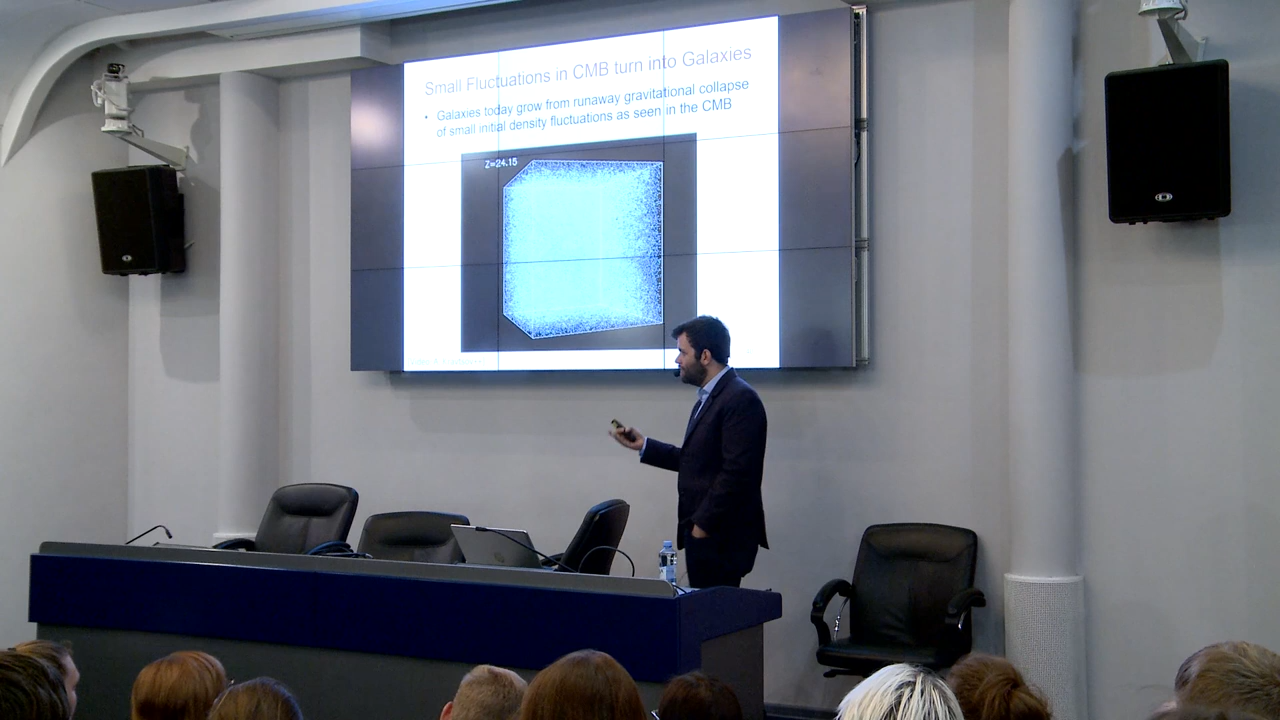 Small Fluctuations in CMB turn into Galaxies
• Galaxies today grow from runaway gravitational collapse
of small initial density fluctuations as seen in the CMB
Z=24.15